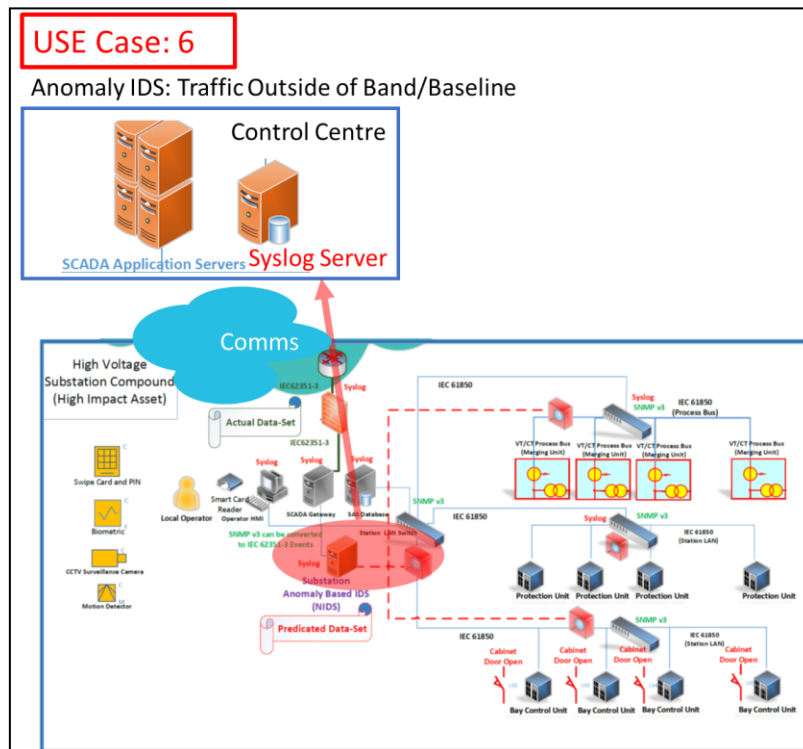 USE Case: 6
Anomaly IDS: Traffic Outside of Band/Baseline
Control Centre
SCADA Application Servers
Syslog Server
Comms
High Voltage
Substation Compound
(High Impact Asset)
IEC62351-3
Syslog
Actual Data-Set
IEC62351-3
IEC 61850
Syslog
SNMP v3
IEC 61850
(Process Bus)
VT/CT Process Bus
(Merging Unit)
VT/CT Process Bus
(Merging Unit)
VT/CT Process Bus
(Merging Unit)
VT/CT Process Bus
(Merging Unit)
Swipe Card and PIN
Biometric
CCTV Surveillance Camera
Motion Detector
Local Operator
Smart Card
Reader
Syslog
Operator HMI
Syslog
SCADA Gateway
Syslog
SAS Database
SNMP v3
Station LAN Switch
IEC 61850
SNMP v3 can be converted
to IEC 62351-3 Events
Syslog
Substation
Anomaly Based IDS
(NIDS)
Predicated Data-Set
Syslog
SNMP v3
IEC 61850
(Station LAN)
Protection Unit
Protection Unit
Protection Unit
Protection Unit
IEC 61850
SNMP v3
IEC 61850
(Station LAN)
Cabinet
Door Open
Cabinet
Door Open
Cabinet
Door Open
Cabinet
Door Open
Bay Control Unit
Bay Control Unit
Bay Control Unit
Bay Control Unit